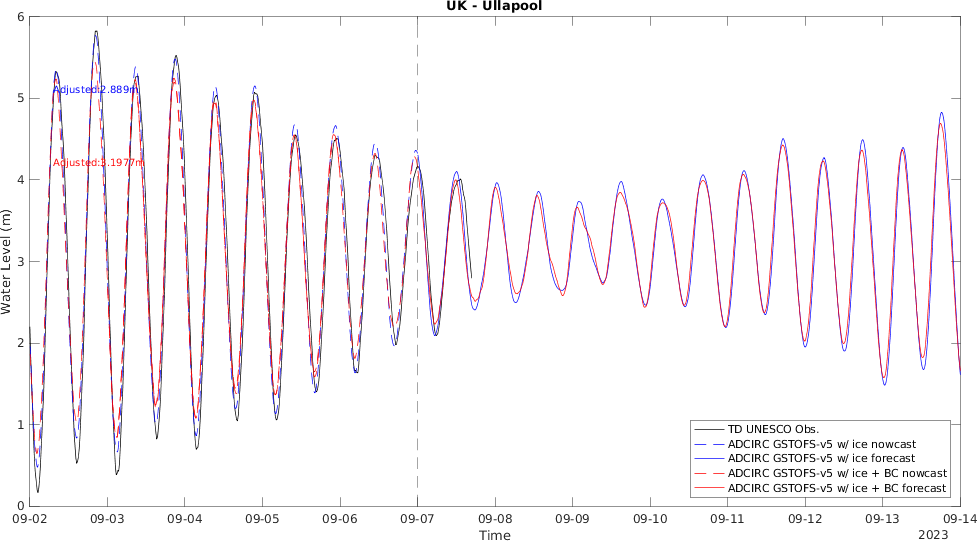 UK - Ullapool
6
5
4
3
2
1
0
Water Level (m)
Adjusted:2.889m
Adjusted:3.1977m
TD UNESCO Obs.
ADCIRC GSTOFS-v5 w/ ice nowcast
ADCIRC GSTOFS-v5 w/ ice forecast
ADCIRC GSTOFS-v5 w/ ice + BC nowcast
ADCIRC GSTOFS-v5 w/ ice + BC forecast
09-02 09-03 09-04 09-05 09-06 09-07 09-08 09-09 09-10 09-11 09-12 09-13 09-14
Time
2023